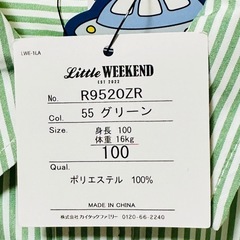 LWE-1LA
Little WEEKEND
EST 2022
No. R9520ZR
Col. 55 グリーン
Size. 身長 100
体重 16kg
100
Qual.
ポリエステル 100%
MADE IN CHINA
株式会社カイタックファミリー 0120-66-2240